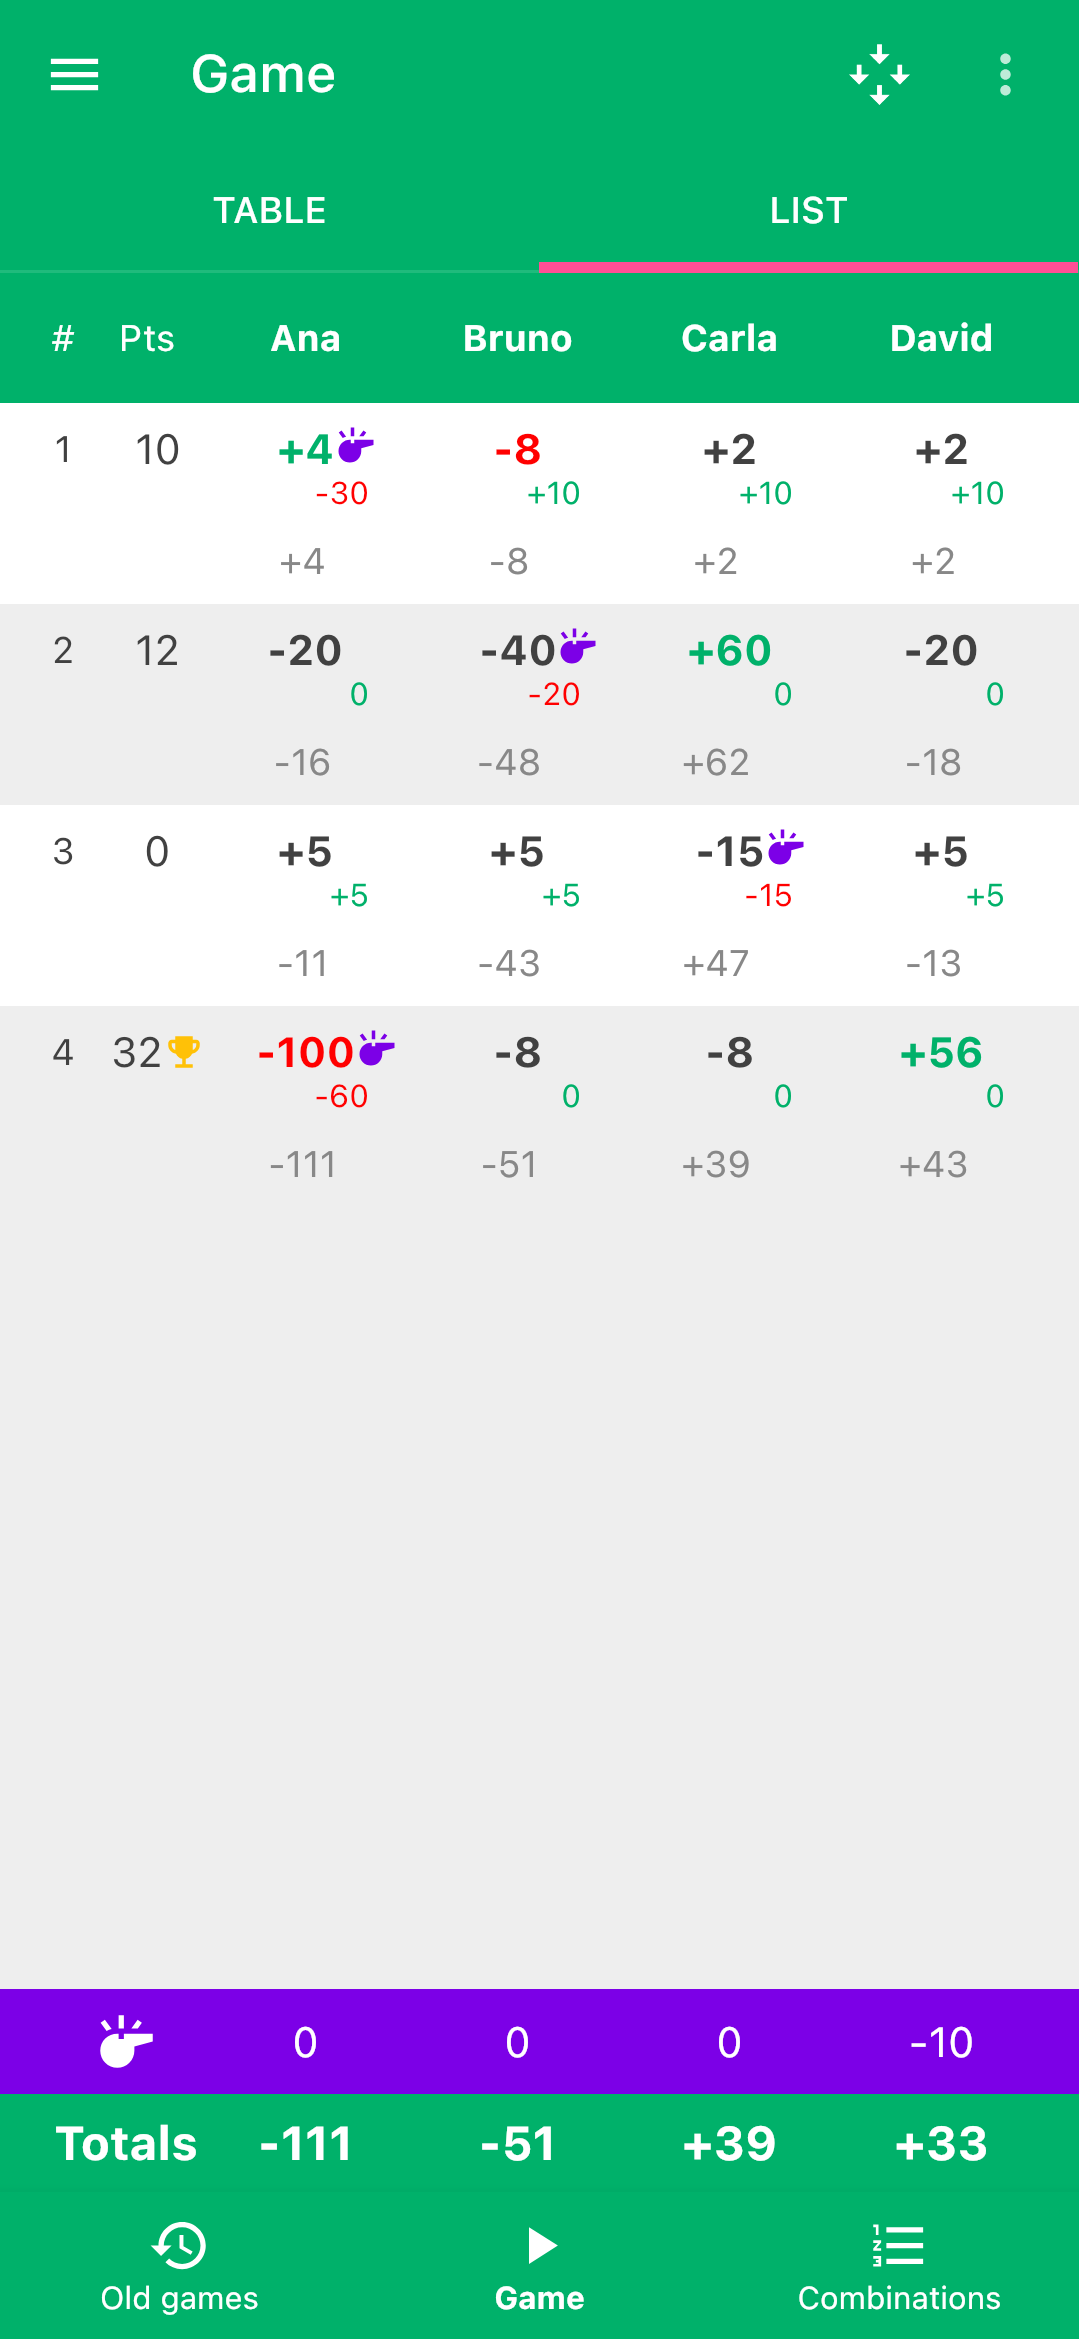 Game
TABLE LIST
# Pts Ana Bruno Carla David
1 10 +4 -8 +2 +2
-30 +10 +10 +10
+4 -8 +2 +2
2 12 -20 -40 +60 -20
0 -20 0 0
-16 -48 +62 -18
3 0 +5 +5 -15 +5
+5 +5 -15 +5
-11 -43 +47 -13
4 32 -100 -8 -8 +56
-60 0 0 0
-111 -51 +39 +43
0 0 0 -10
Totals -111 -51 +39 +33
Old games Game Combinations